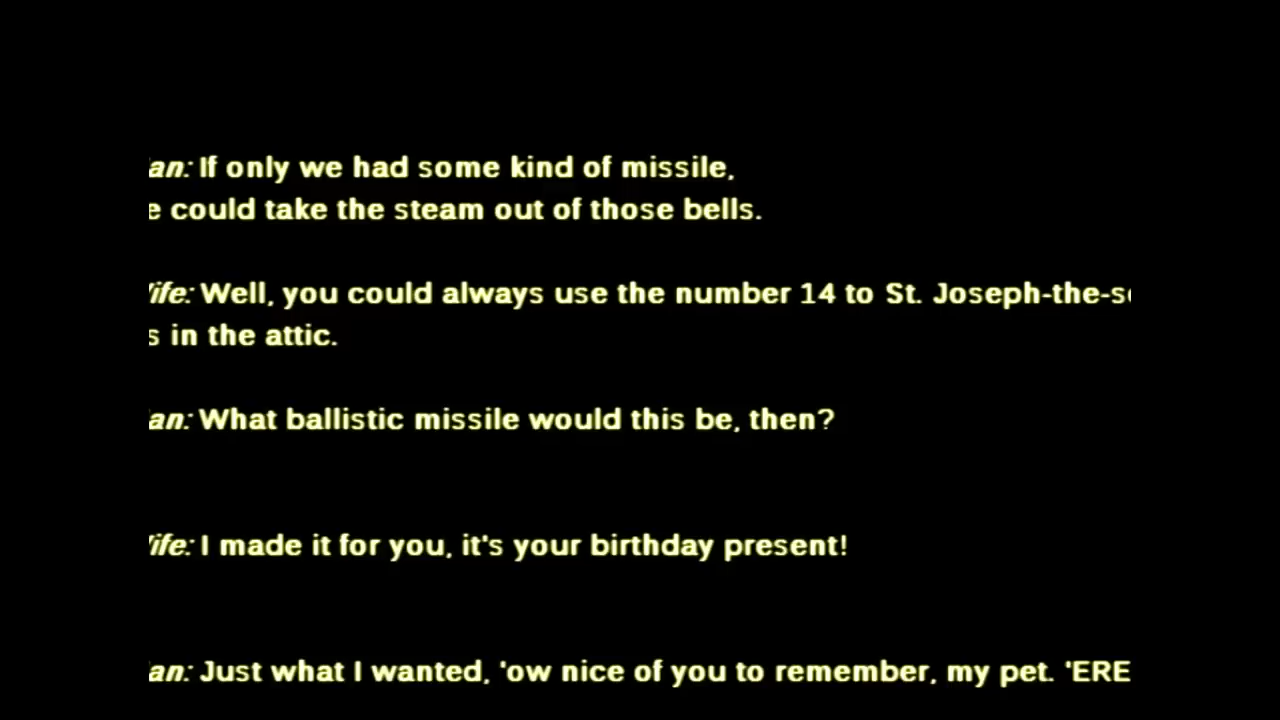 an: If only we had some kind of missile,
e could take the steam out of those bells.
ife: Well, you could always use the number 14 to St. Joseph-the-s
s in the attic.
an: What ballistic missile would this be, then?
ife: I made it for you, it's your birthday present!
an: Just what I wanted, 'ow nice of you to remember, my pet. 'ERE